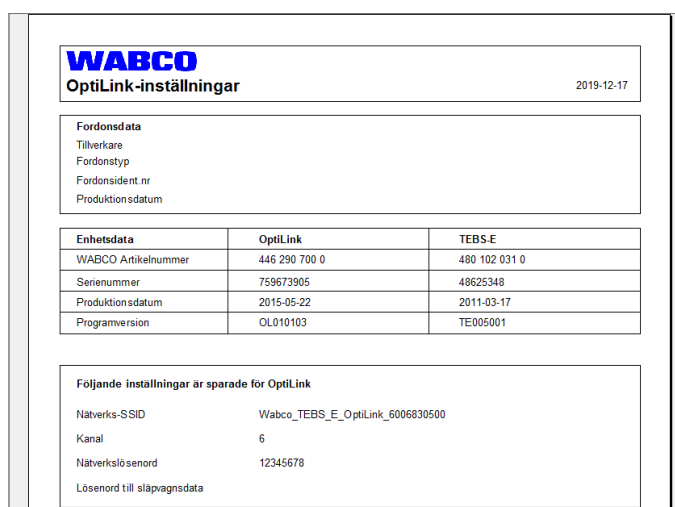 WABCO
OptiLink-inställningar 2019-12-17
Fordonsdata
Tillverkare
Fordonstyp
Fordonsident.nr
Produktionsdatum
Enhetsdata OptiLink TEBS-E
WABCO Artikelnummer 446 290 700 0 480 102 031 0
Serienummer 759673905 48625348
Produktionsdatum 2015-05-22 2011-03-17
Programversion OL010103 TE005001
Följande inställningar är sparade för OptiLink
Nätverks-SSID Wabco_TEBS_E_OptiLink_6006830500
Kanal 6
Nätverkslösenord 12345678
Lösenord till släpvagnsdata